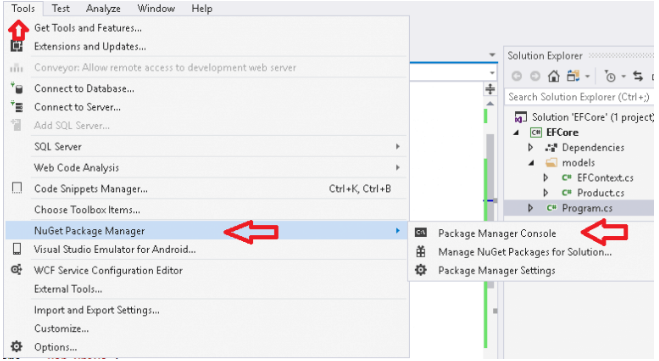 Tools Test Analyze Window Help
Get Tools and Features...
Extensions and Updates...
Conveyor: Allow remote access to development web server
Connect to Database...
Connect to Server...
Add SQL Server...
SQL Server
Web Code Analysis
Code Snippets Manager... Ctrl+K, Ctrl+B
Choose Toolbox Items...
NuGet Package Manager
Visual Studio Emulator for Android...
WCF Service Configuration Editor
External Tools...
Import and Export Settings...
Customize...
Options...
Package Manager Console
Manage NuGet Packages for Solution...
Package Manager Settings
Solution Explorer
Search Solution Explorer (Ctrl+;)
Solution 'EFCore' (1 project)
C# EFCore
Dependencies
models
C# EFContext.cs
C# Product.cs
C# Program.cs